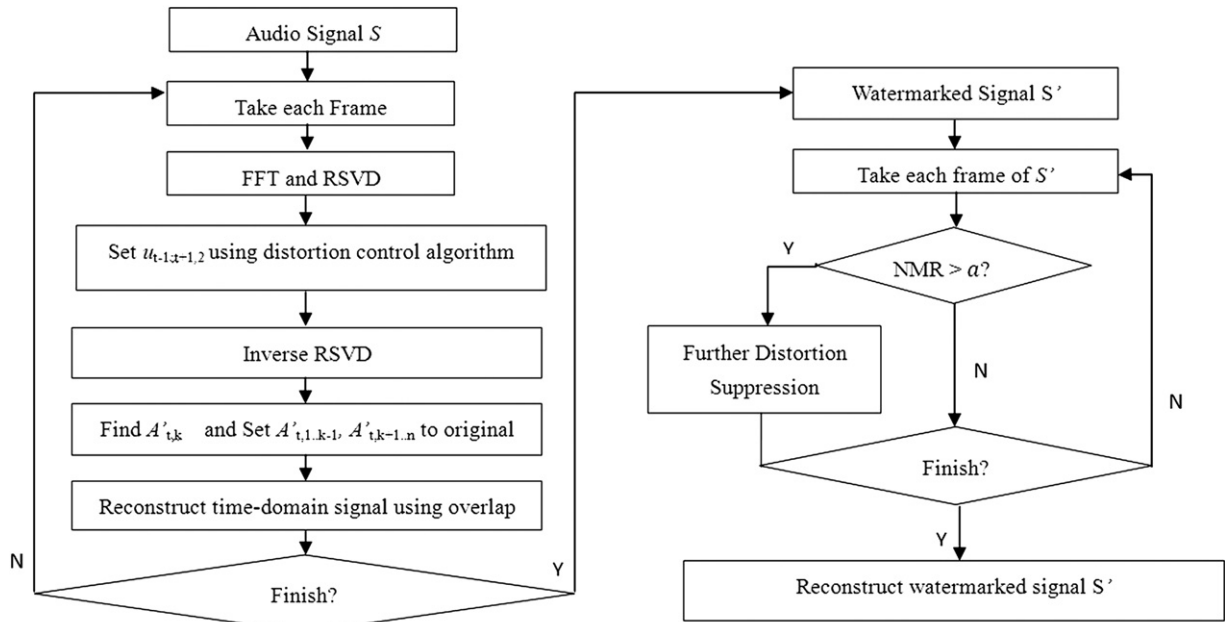 Audio Signal S
Take each Frame
FFT and RSVD
Set u t-1:t−1,2 using distortion control algorithm
Inverse RSVD
Find A’t,k and Set A’t,1..k-1, A’t,k−1..n to original
Reconstruct time-domain signal using overlap
N
Y
Finish?
Watermarked Signal S’
Take each frame of S’
Y
NMR > a?
Further Distortion
Suppression
N
N
Finish?
Y
Reconstruct watermarked signal S’